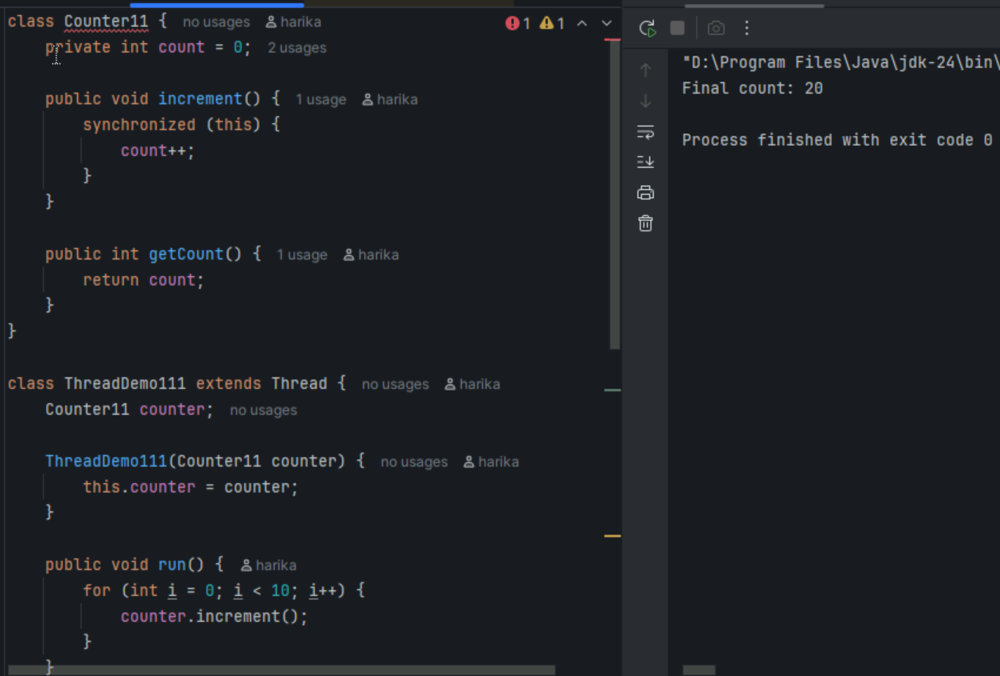 class Counter11 { no usages harika 1 1
private int count = 0; 2 usages
public void increment() { 1 usage harika
synchronized (this) {
count++;
}
}
public int getCount() { 1 usage harika
return count;
}
}
class ThreadDemo111 extends Thread { no usages harika
Counter11 counter; no usages
ThreadDemo111(Counter11 counter) { no usages harika
this.counter = counter;
}
public void run() { harika
for (int i = 0; i < 10; i++) {
counter.increment();
}
}
"D:\Program Files\Java\jdk-24\bin\
Final count: 20
Process finished with exit code 0